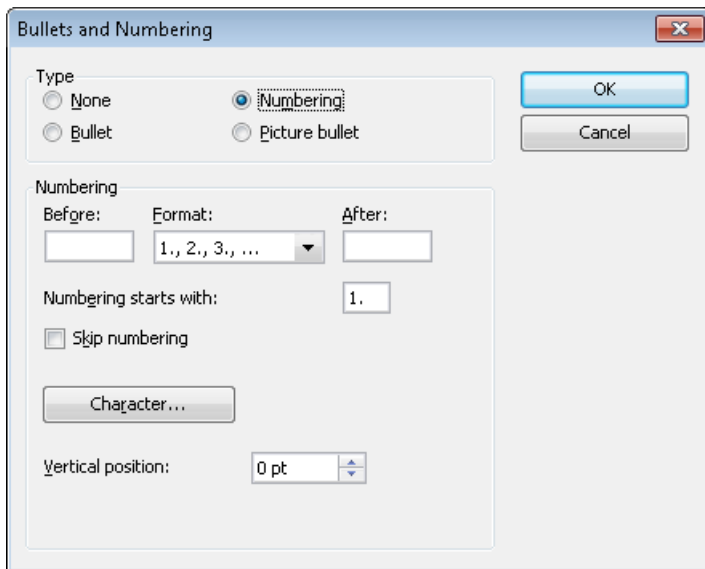 Bullets and Numbering
Type
None
Numbering
Bullet
Picture bullet
OK
Cancel
Numbering
Before:
Format:
After:
1., 2., 3., ...
Numbering starts with:
1.
Skip numbering
Character...
Vertical position:
0 pt